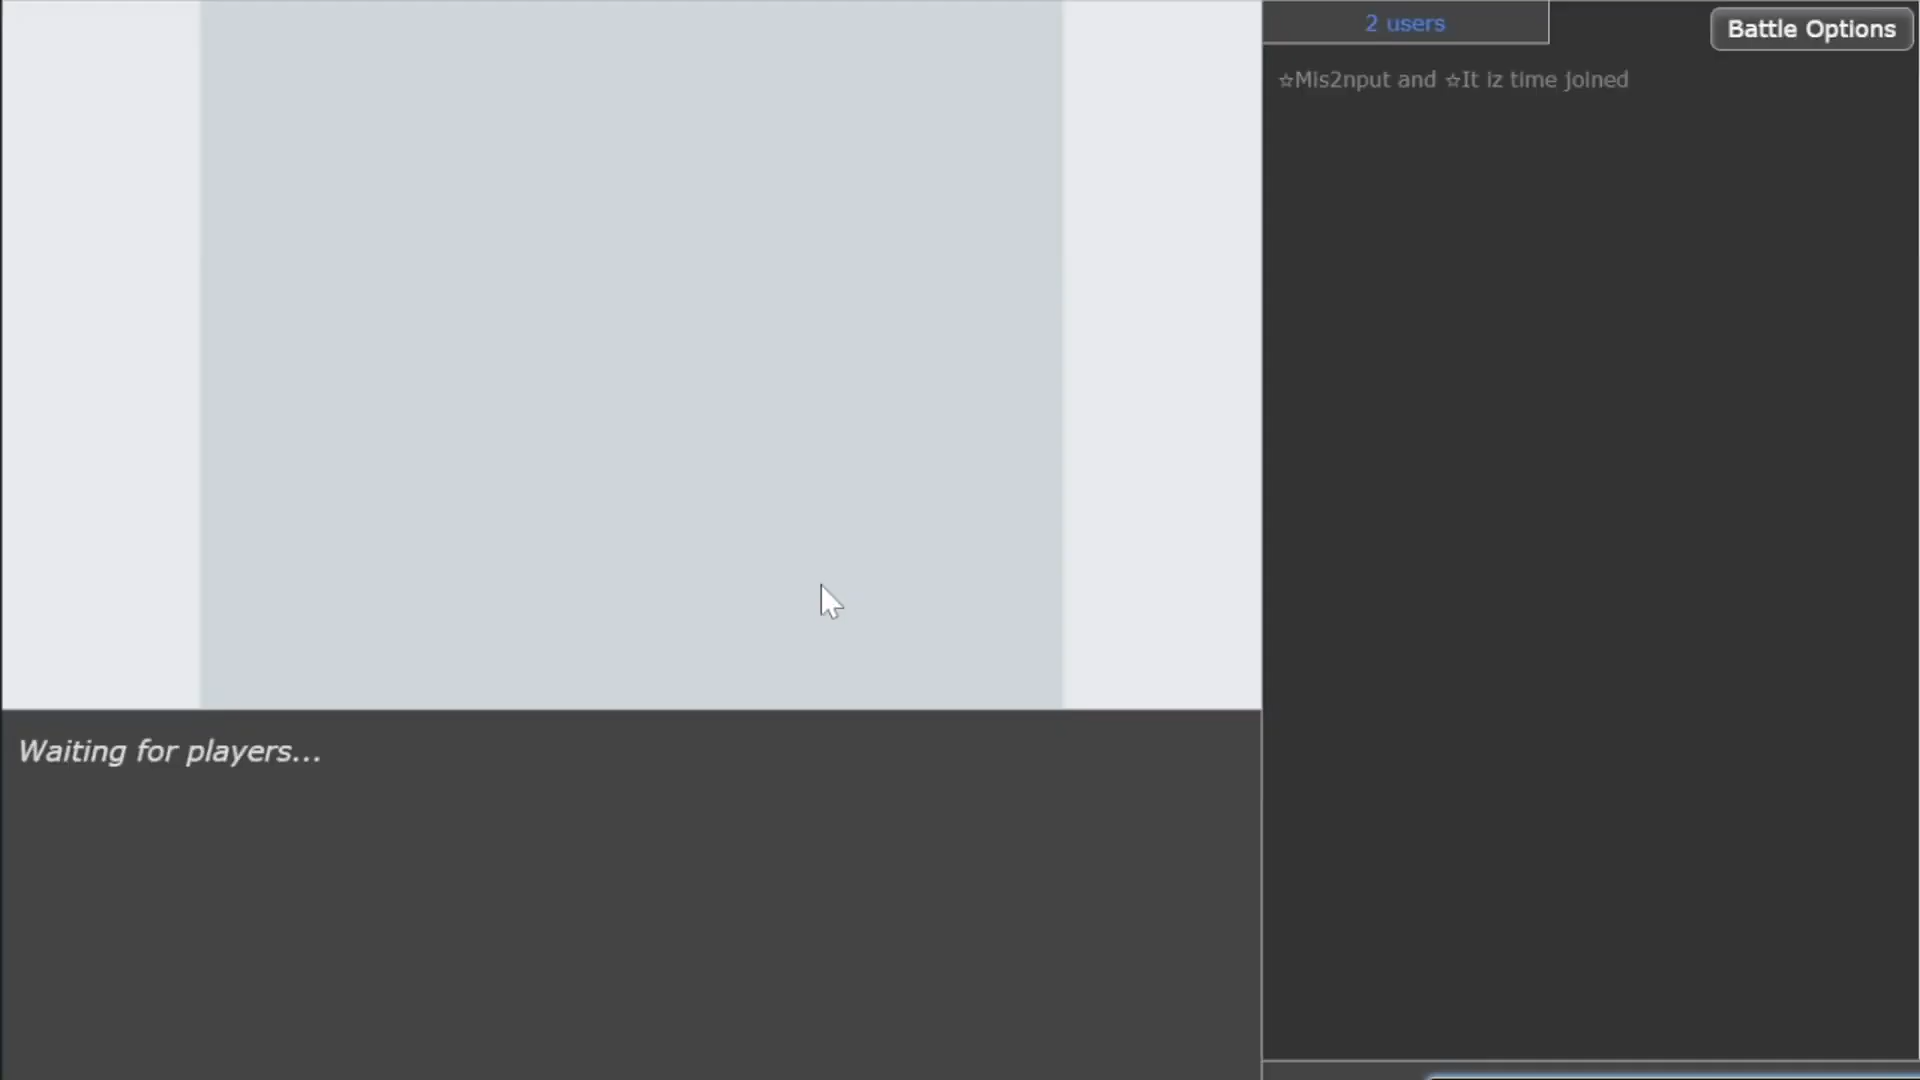 2 users
Battle Options
☆Mis2nput and ☆It iz time joined
Waiting for players...